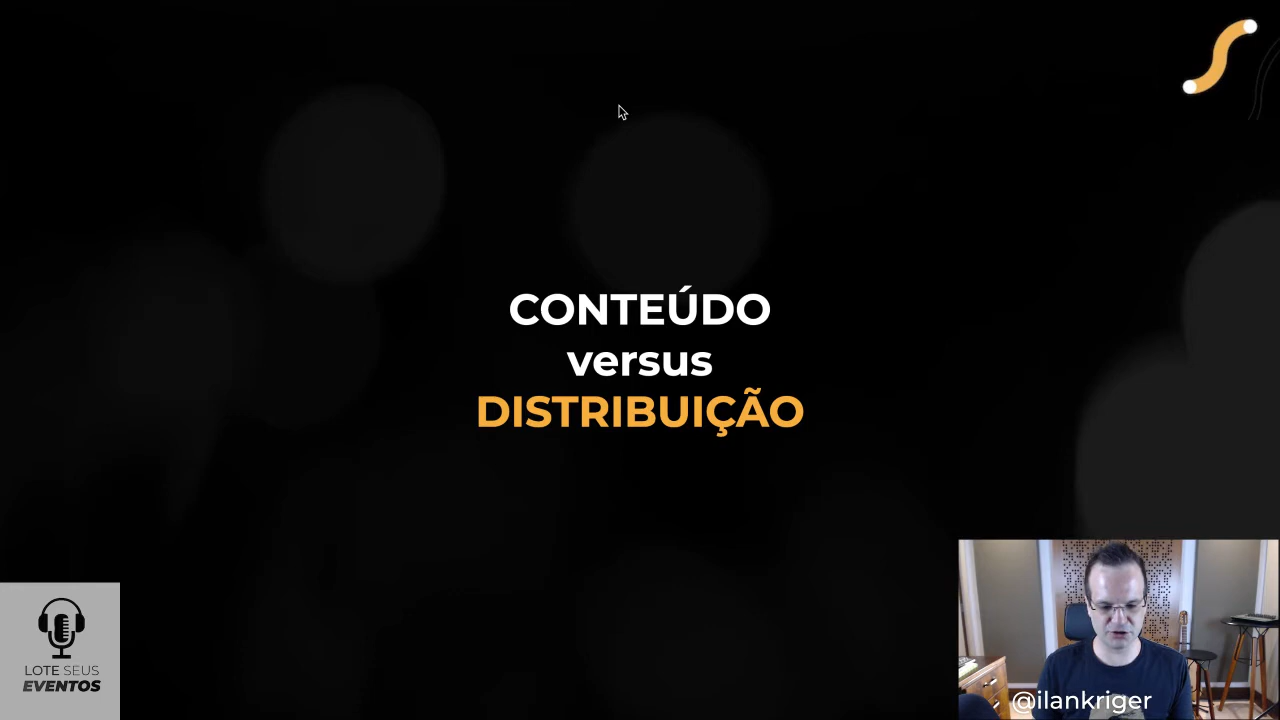 CONTEÚDO
versus
DISTRIBUIÇÃO
LOTE SEUS
EVENTOS
@ilankriger